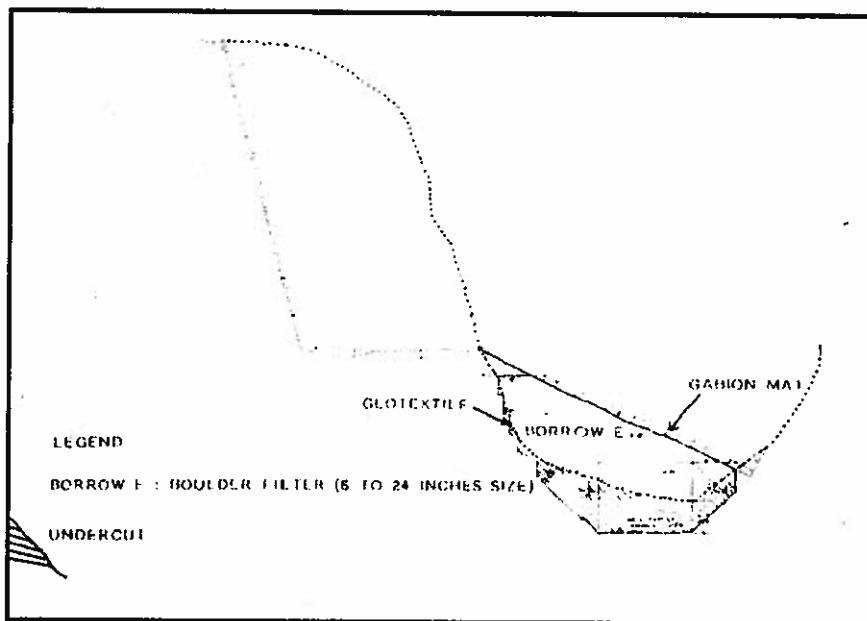 GABION MAT
GEOTEXTILE
BORROW E
LEGEND
BORROW E : BOULDER FILTER (6 TO 24 INCHES SIZE)
UNDERCUT